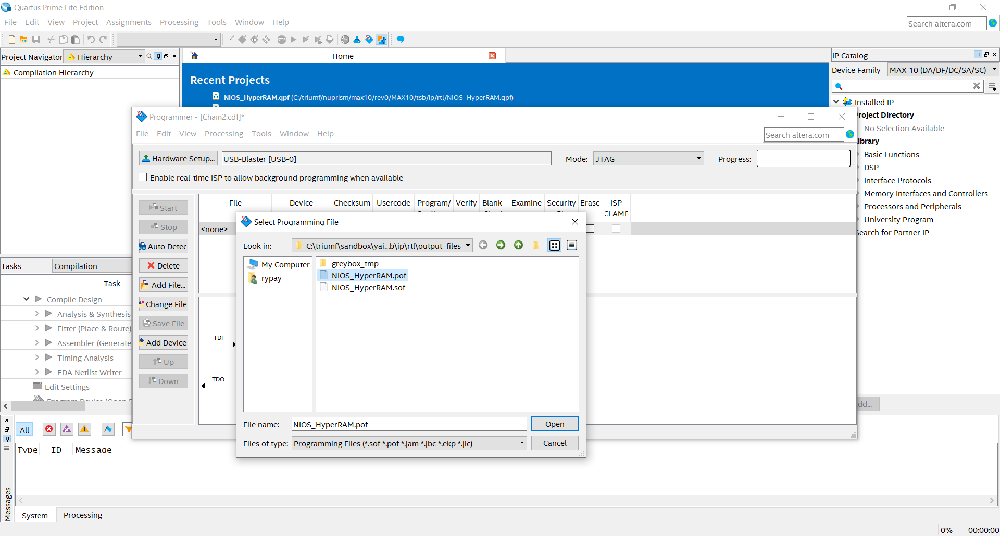 Quartus Prime Lite Edition
File Edit View Project Assignments Processing Tools Window Help
Search altera.com
Project Navigator Hierarchy
Compilation Hierarchy
Home
Recent Projects
NIOS_HyperRAM.qpf (C:/triumf/nuprism/max10/rev0/MAX10/tsb/ip/rtl/NIOS_HyperRAM.qpf)
IP Catalog
Device Family MAX 10 (DA/DF/DC/SA/SC)
Installed IP
Project Directory
No Selection Available
Library
Basic Functions
DSP
Interface Protocols
Memory Interfaces and Controllers
Processors and Peripherals
University Program
Search for Partner IP
dd...
Programmer - [Chain2.cdf]*
File Edit View Processing Tools Window Help
Search altera.com
Hardware Setup... USB-Blaster [USB-0] Mode: JTAG Progress:
Enable real-time ISP to allow background programming when available
Start
Stop
Auto Detec
Delete
Add File...
Change File
Save File
Add Device
Up
Down
File Device Checksum Usercode Program/ Verify Blank- Examine Security Erase ISP
CLAMP
<none>
TDI
TDO
Select Programming File
Look in: C:\triumf\sandbox\yai...b\ip\rtl\output_files
My Computer
rypay
greybox_tmp
NIOS_HyperRAM.pof
NIOS_HyperRAM.sof
File name: NIOS_HyperRAM.pof Open
Files of type: Programming Files (*.sof *.pof *.jam *.jbc *.ekp *.jic) Cancel
Tasks Compilation
Task
Compile Design
Analysis & Synthesis
Fitter (Place & Route)
Assembler (Generate
Timing Analysis
EDA Netlist Writer
Edit Settings
All
Type ID Message
Messages
System Processing
0% 00:00:00